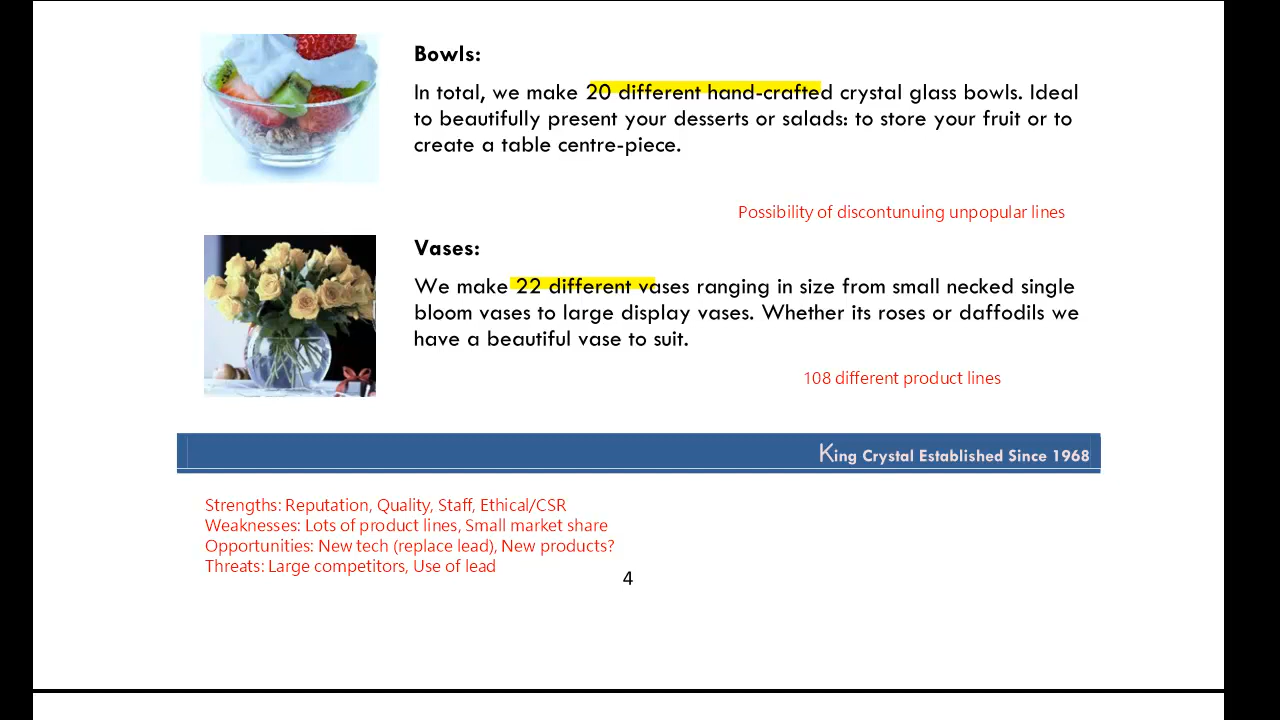 Bowls:
In total, we make 20 different hand-crafted crystal glass bowls. Ideal
to beautifully present your desserts or salads: to store your fruit or to
create a table centre-piece.
Possibility of discontunuing unpopular lines
Vases:
We make 22 different vases ranging in size from small necked single
bloom vases to large display vases. Whether its roses or daffodils we
have a beautiful vase to suit.
108 different product lines
King Crystal Established Since 1968
Strengths: Reputation, Quality, Staff, Ethical/CSR
Weaknesses: Lots of product lines, Small market share
Opportunities: New tech (replace lead), New products?
Threats: Large competitors, Use of lead
4